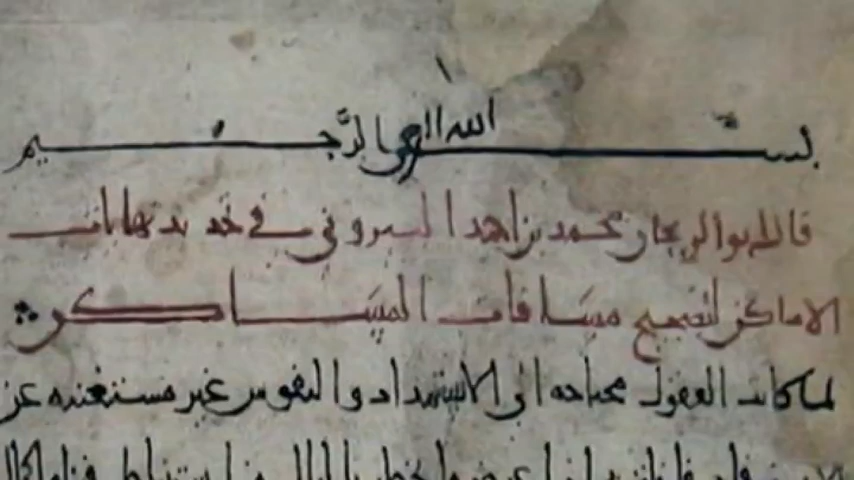 بسم الله الرحمن الرحيم
قال ابو الريحان محمد بن احمد البيروني في تحديد نهايات
الاماكن لتصحيح مسافات المساكن
لما كانت العقول محتاجة الى الاستمداد والنفوس غير مستغنية عن